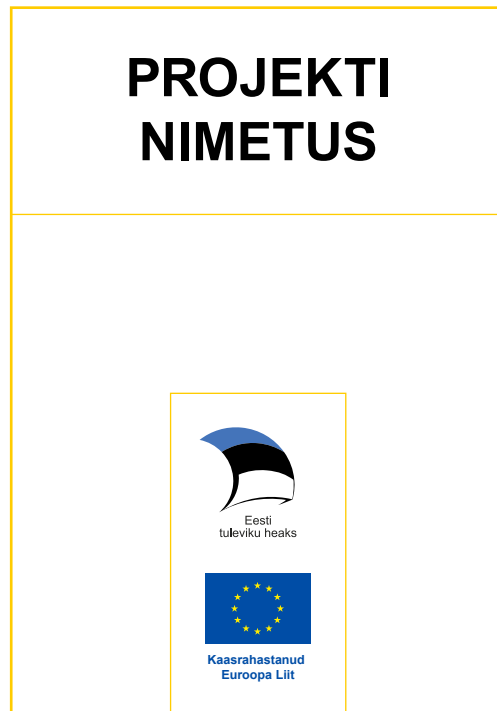 PROJEKTI
NIMETUS
Eesti
tuleviku heaks
Kaasrahastanud
Euroopa Liit